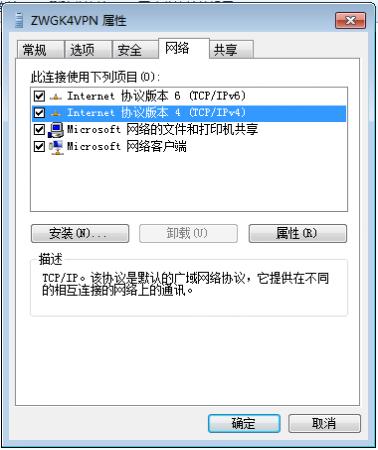 ZWGK4VPN 属性
常规 选项 安全 网络 共享
此连接使用下列项目(O):
Internet 协议版本 6 (TCP/IPv6)
Internet 协议版本 4 (TCP/IPv4)
Microsoft 网络的文件和打印机共享
Microsoft 网络客户端
安装(N)... 卸载(U) 属性(R)
描述
TCP/IP。该协议是默认的广域网络协议，它提供在不同
的相互连接的网络上的通讯。
确定 取消